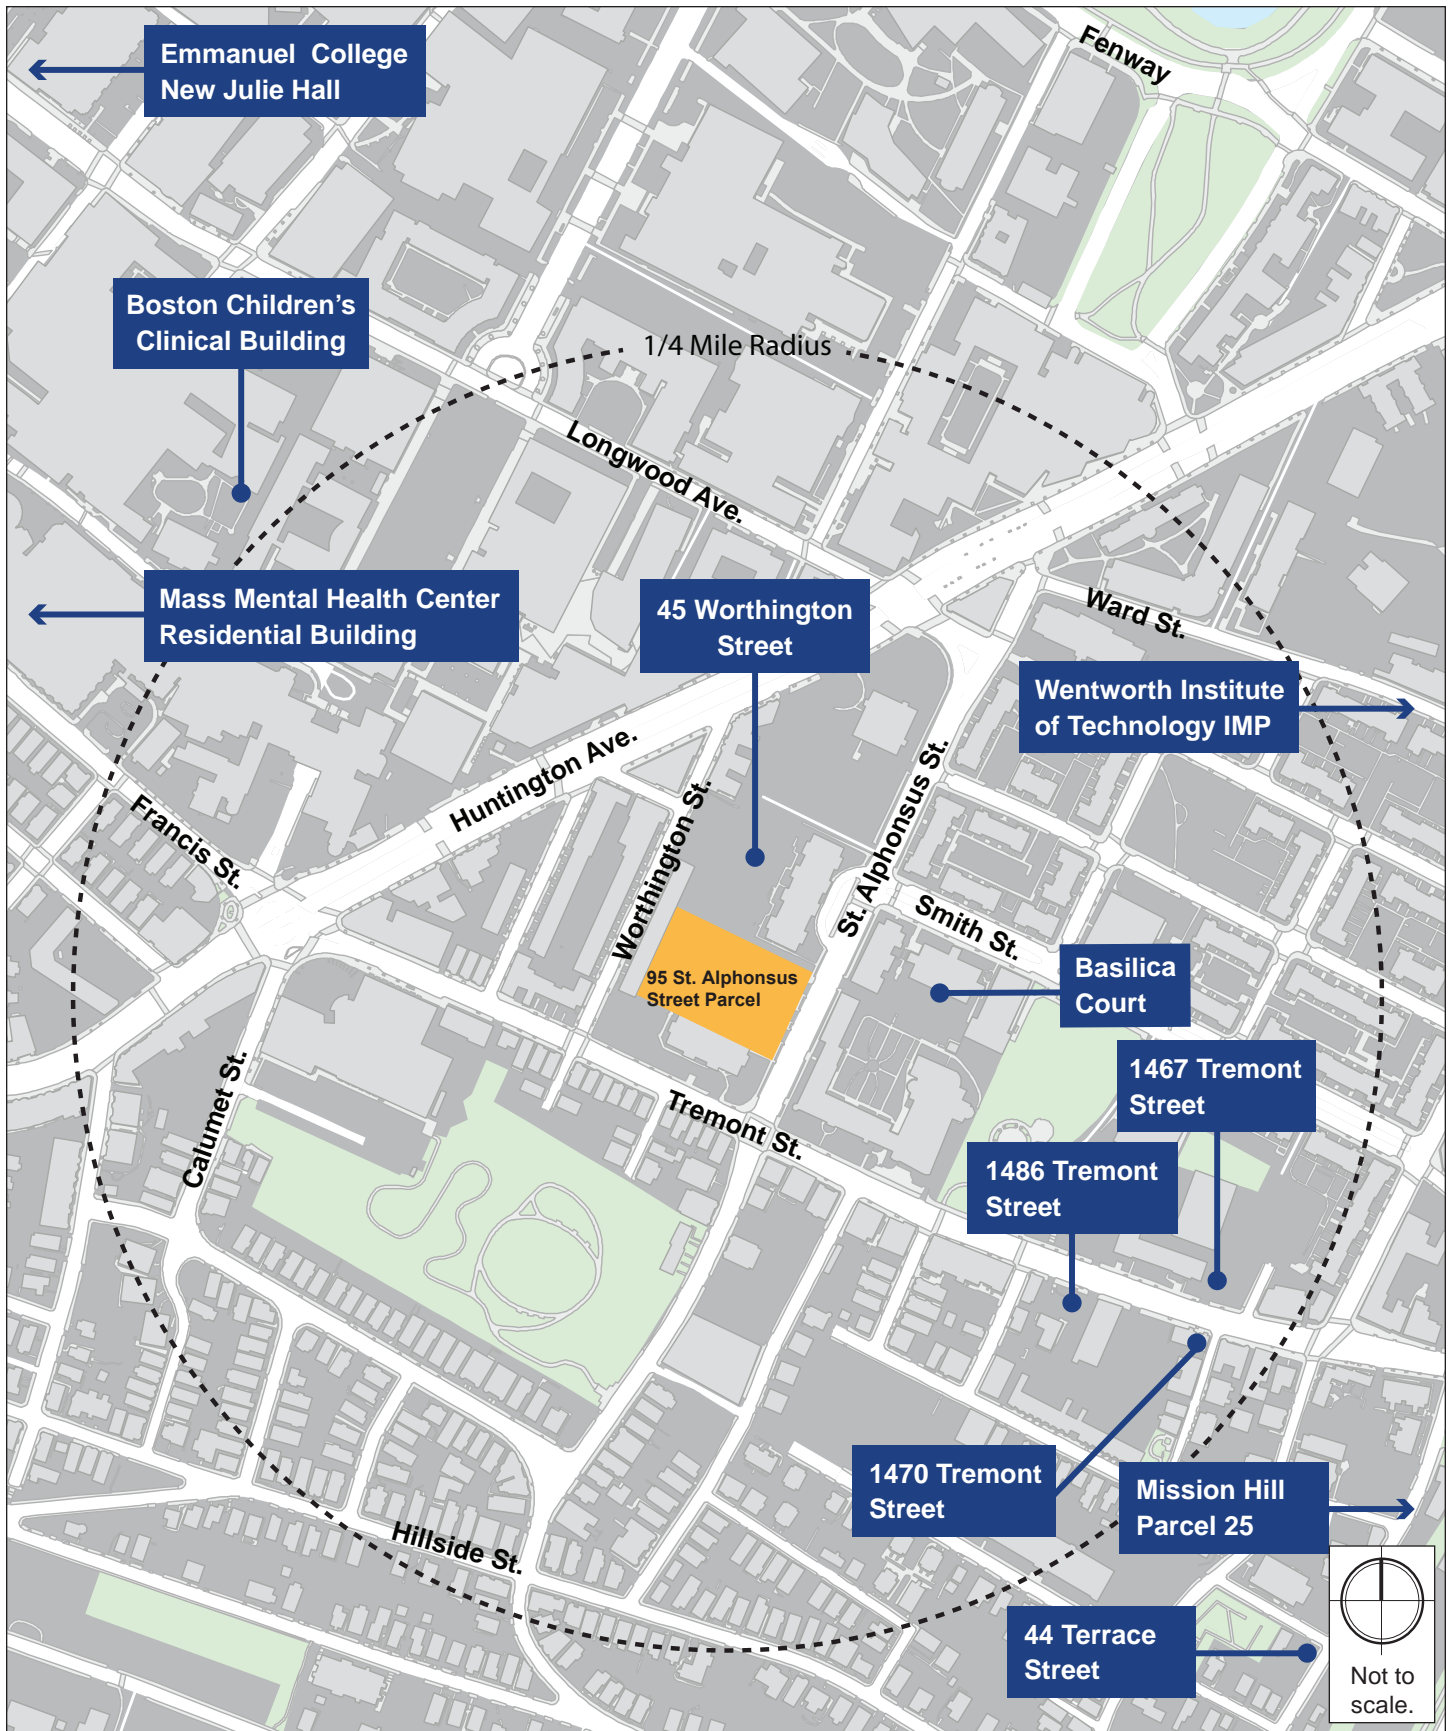 Emmanuel College
New Julie Hall
Fenway
Boston Children’s
Clinical Building
1/4 Mile Radius
Longwood Ave.
Mass Mental Health Center
Residential Building
45 Worthington
Street
Ward St.
Wentworth Institute
of Technology IMP
Huntington Ave.
Francis St.
Worthington St.
St. Alphonsus St.
Smith St.
95 St. Alphonsus
Street Parcel
Basilica
Court
1467 Tremont
Street
Calumet St.
Tremont St.
1486 Tremont
Street
1470 Tremont
Street
Mission Hill
Parcel 25
Hillside St.
44 Terrace
Street
Not to
scale.